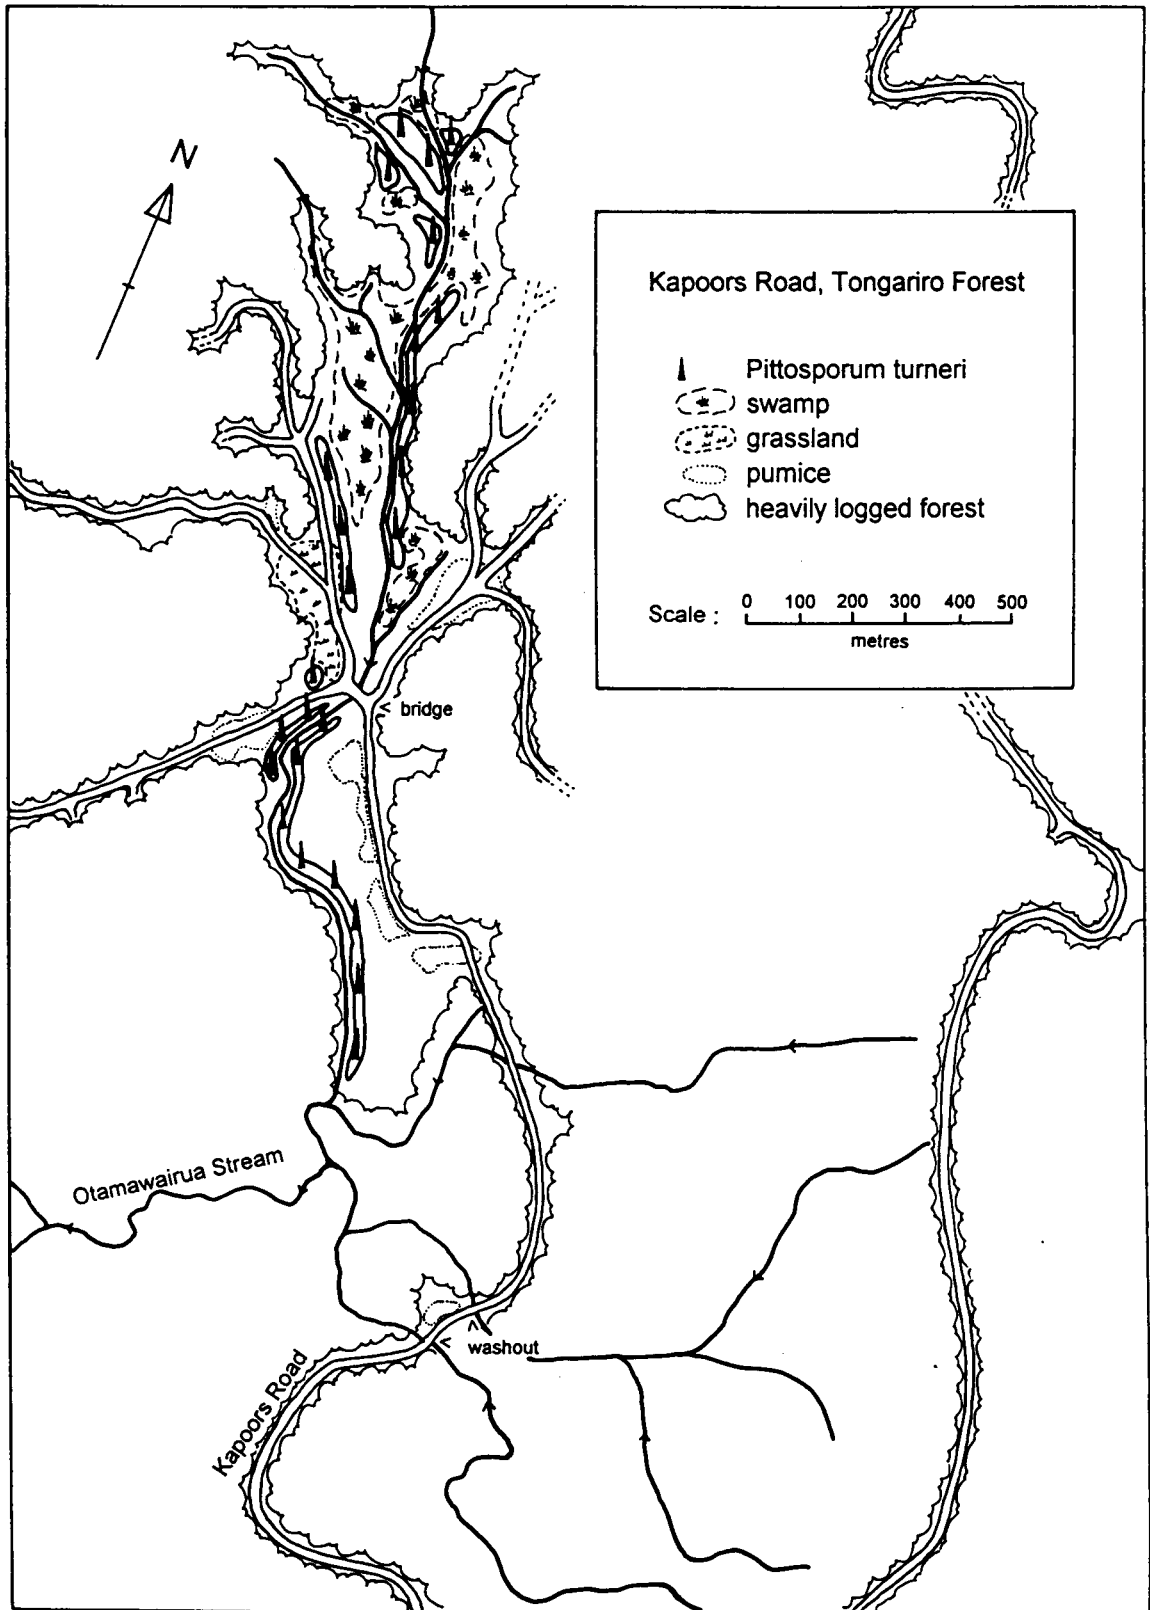 N
Kapoors Road, Tongariro Forest
Pittosporum turneri
swamp
grassland
pumice
heavily logged forest
Scale : 0 100 200 300 400 500
metres
< bridge
Otamawairua Stream
< washout
Kapoors Road